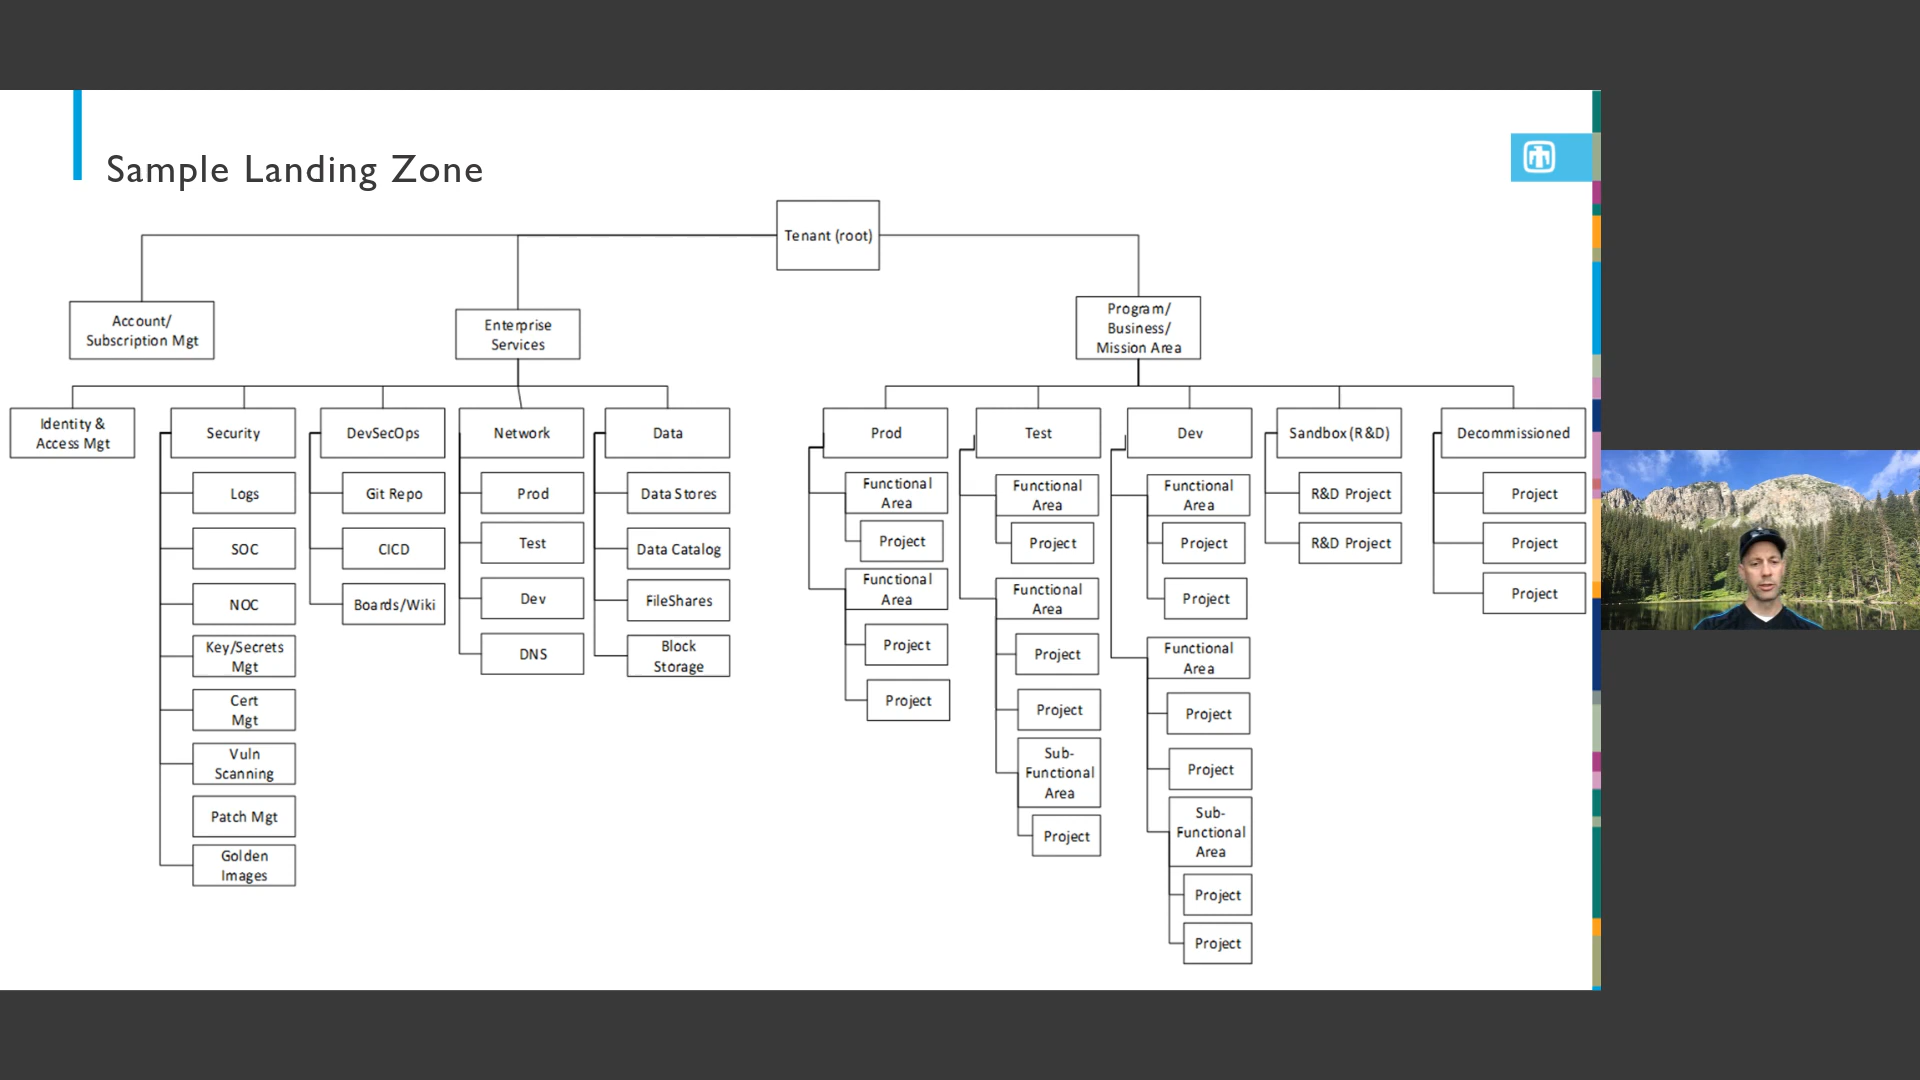 Sample Landing Zone
Tenant (root)
Account/
Subscription Mgt
Enterprise
Services
Program/
Business/
Mission Area
Identity &
Access Mgt
Security
Logs
SOC
NOC
Key/Secrets
Mgt
Cert
Mgt
Vuln
Scanning
Patch Mgt
Golden
Images
DevSecOps
Git Repo
CICD
Boards/Wiki
Network
Prod
Test
Dev
DNS
Data
Data Stores
Data Catalog
FileShares
Block
Storage
Prod
Functional
Area
Project
Functional
Area
Project
Project
Test
Functional
Area
Project
Functional
Area
Project
Project
Sub-
Functional
Area
Project
Dev
Functional
Area
Project
Project
Functional
Area
Project
Project
Sub-
Functional
Area
Project
Project
Sandbox (R&D)
R&D Project
R&D Project
Decommissioned
Project
Project
Project